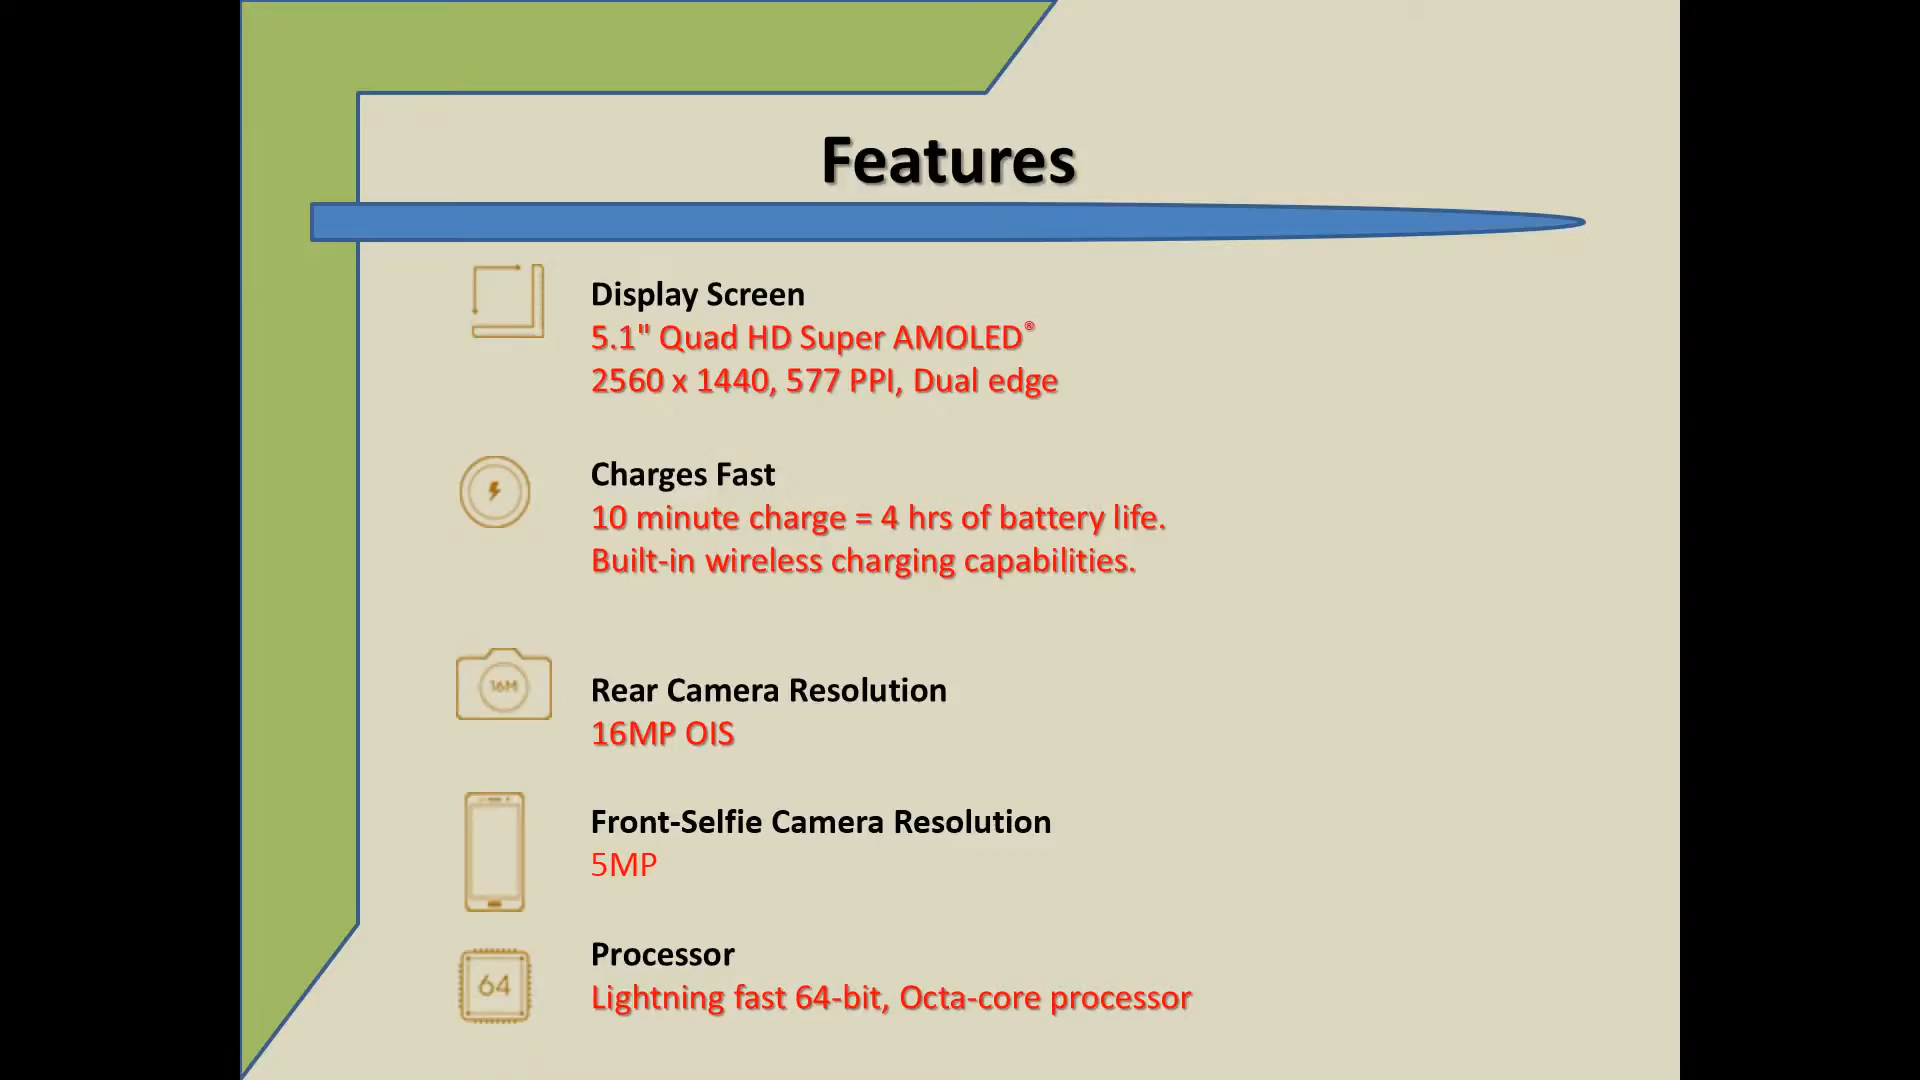 Features
Display Screen
5.1" Quad HD Super AMOLED®
2560 x 1440, 577 PPI, Dual edge
Charges Fast
10 minute charge = 4 hrs of battery life.
Built-in wireless charging capabilities.
16M
Rear Camera Resolution
16MP OIS
Front-Selfie Camera Resolution
5MP
Processor
64
Lightning fast 64-bit, Octa-core processor